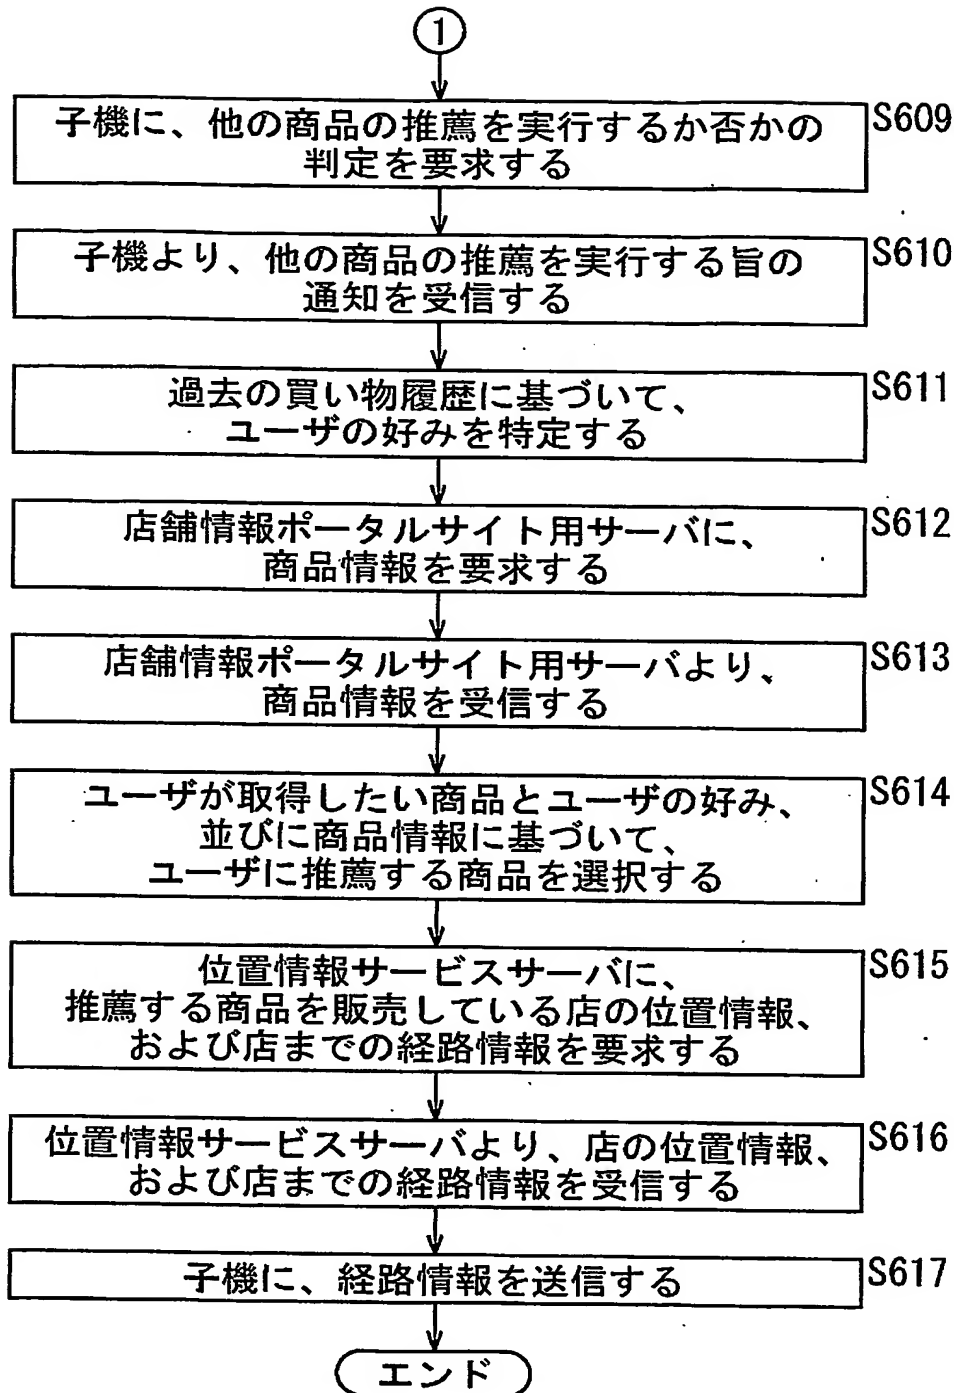 1
子機に、他の商品の推薦を実行するか否かの
判定を要求する
S609
子機より、他の商品の推薦を実行する旨の
通知を受信する
S610
過去の買い物履歴に基づいて、
ユーザの好みを特定する
S611
店舗情報ポータルサイト用サーバに、
商品情報を要求する
S612
店舗情報ポータルサイト用サーバより、
商品情報を受信する
S613
ユーザが取得したい商品とユーザの好み、
並びに商品情報に基づいて、
ユーザに推薦する商品を選択する
S614
位置情報サービスサーバに、
推薦する商品を販売している店の位置情報、
および店までの経路情報を要求する
S615
位置情報サービスサーバより、店の位置情報、
および店までの経路情報を受信する
S616
子機に、経路情報を送信する
S617
エンド